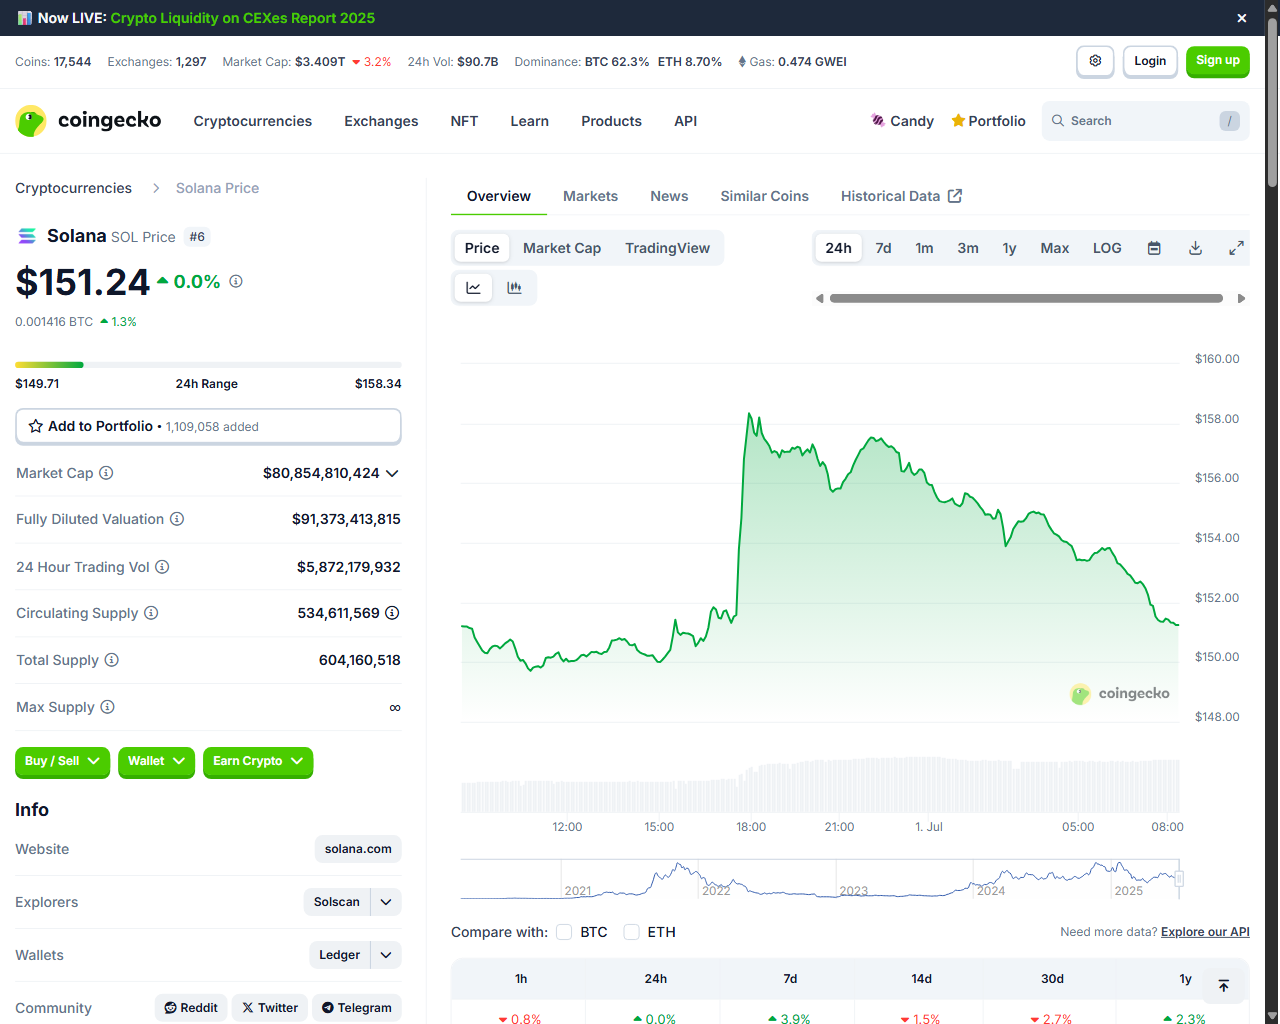 Now LIVE: Crypto Liquidity on CEXes Report 2025
Coins: 17,544 Exchanges: 1,297 Market Cap: $3.409T 3.2% 24h Vol: $90.7B Dominance: BTC 62.3% ETH 8.70% Gas: 0.474 GWEI
Login
Sign up
coingecko
Cryptocurrencies
Exchanges
NFT
Learn
Products
API
Candy
Portfolio
Search
/
Cryptocurrencies
Solana Price
Solana SOL Price #6
$151.24 0.0%
0.001416 BTC 1.3%
$149.71 24h Range $158.34
Add to Portfolio • 1,109,058 added
Market Cap $80,854,810,424
Fully Diluted Valuation $91,373,413,815
24 Hour Trading Vol $5,872,179,932
Circulating Supply 534,611,569
Total Supply 604,160,518
Max Supply ∞
Buy / Sell
Wallet
Earn Crypto
Info
Website solana.com
Explorers Solscan
Wallets Ledger
Community Reddit Twitter Telegram
Overview
Markets
News
Similar Coins
Historical Data
Price
Market Cap
TradingView
24h
7d
1m
3m
1y
Max
LOG
$160.00
$158.00
$156.00
$154.00
$152.00
$150.00
$148.00
coingecko
12:00 15:00 18:00 21:00 1. Jul 05:00 08:00
2021 2022 2023 2024 2025
Compare with: BTC ETH
Need more data? Explore our API
1h 24h 7d 14d 30d 1y
0.8% 0.0% 3.9% 1.5% 2.7% 2.3%